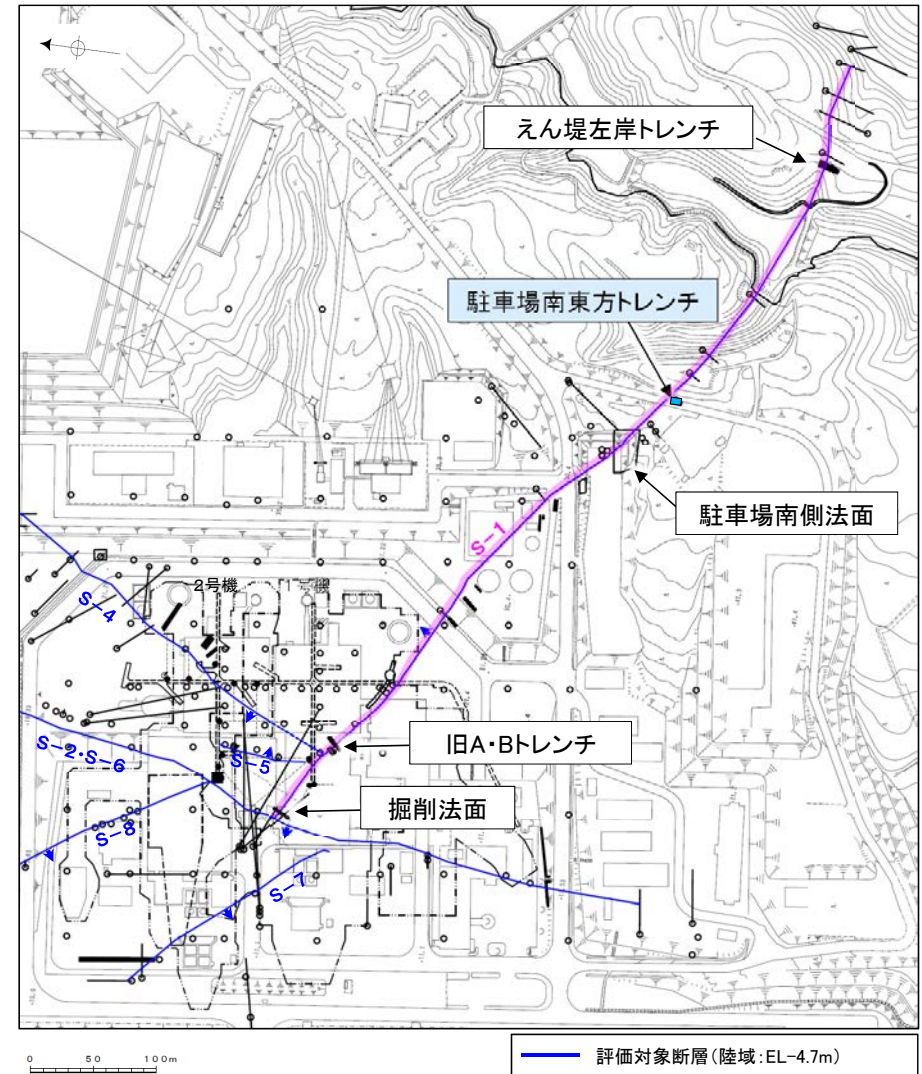 えん堤左岸トレンチ
駐車場南東方トレンチ
駐車場南側法面
S-1
2号機
S-4
旧A・Bトレンチ
S-2・S-6
S-5
掘削法面
S-8
S-7
0 50 100m
評価対象断層(陸域:EL-4.7m)